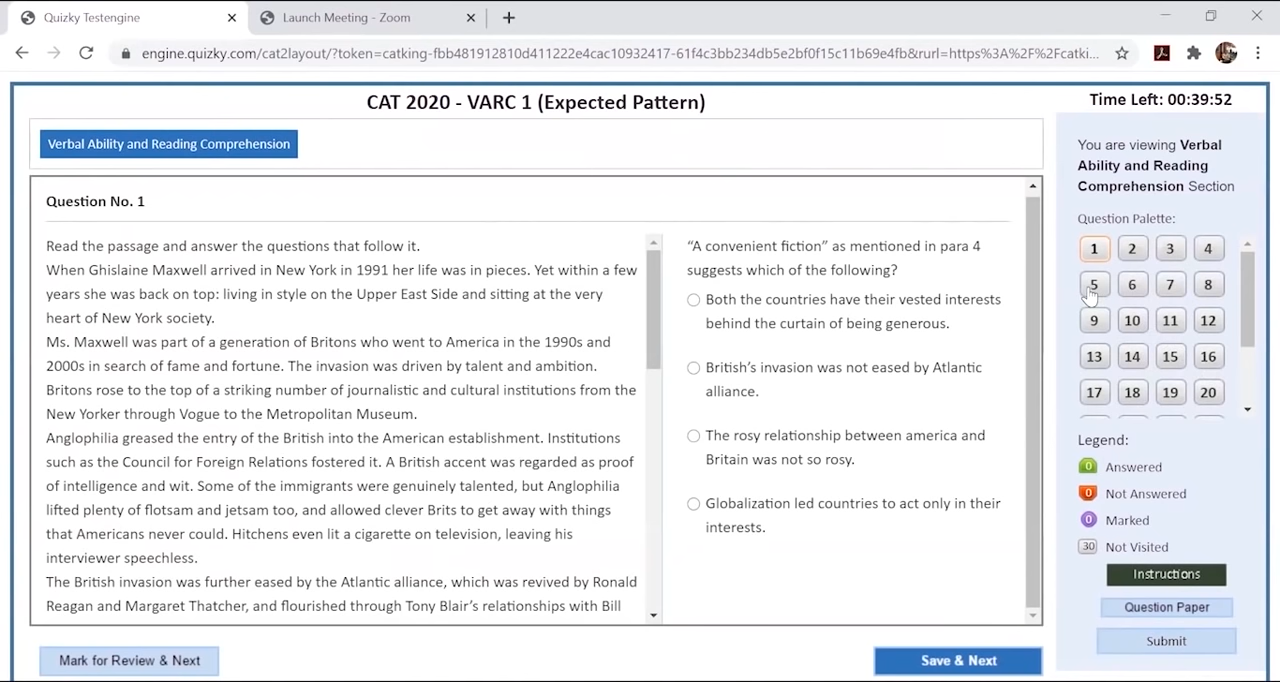 Quizky Testengine
Launch Meeting - Zoom
engine.quizky.com/cat2layout/?token=catking-fbb481912810d411222e4cac10932417-61f4c3bb234db5e2bf0f15c11b69e4fb&rurl=https%3A%2F%2Fcatki...
CAT 2020 - VARC 1 (Expected Pattern)
Time Left: 00:39:52
Verbal Ability and Reading Comprehension
Question No. 1
Read the passage and answer the questions that follow it.
When Ghislaine Maxwell arrived in New York in 1991 her life was in pieces. Yet within a few
years she was back on top: living in style on the Upper East Side and sitting at the very
heart of New York society.
Ms. Maxwell was part of a generation of Britons who went to America in the 1990s and
2000s in search of fame and fortune. The invasion was driven by talent and ambition.
Britons rose to the top of a striking number of journalistic and cultural institutions from the
New Yorker through Vogue to the Metropolitan Museum.
Anglophilia greased the entry of the British into the American establishment. Institutions
such as the Council for Foreign Relations fostered it. A British accent was regarded as proof
of intelligence and wit. Some of the immigrants were genuinely talented, but Anglophilia
lifted plenty of flotsam and jetsam too, and allowed clever Brits to get away with things
that Americans never could. Hitchens even lit a cigarette on television, leaving his
interviewer speechless.
The British invasion was further eased by the Atlantic alliance, which was revived by Ronald
Reagan and Margaret Thatcher, and flourished through Tony Blair's relationships with Bill
“A convenient fiction” as mentioned in para 4
suggests which of the following?
Both the countries have their vested interests
behind the curtain of being generous.
British’s invasion was not eased by Atlantic
alliance.
The rosy relationship between america and
Britain was not so rosy.
Globalization led countries to act only in their
interests.
Mark for Review & Next
Save & Next
You are viewing Verbal
Ability and Reading
Comprehension Section
Question Palette:
1 2 3 4
5 6 7 8
9 10 11 12
13 14 15 16
17 18 19 20
Legend:
0 Answered
0 Not Answered
0 Marked
30 Not Visited
Instructions
Question Paper
Submit